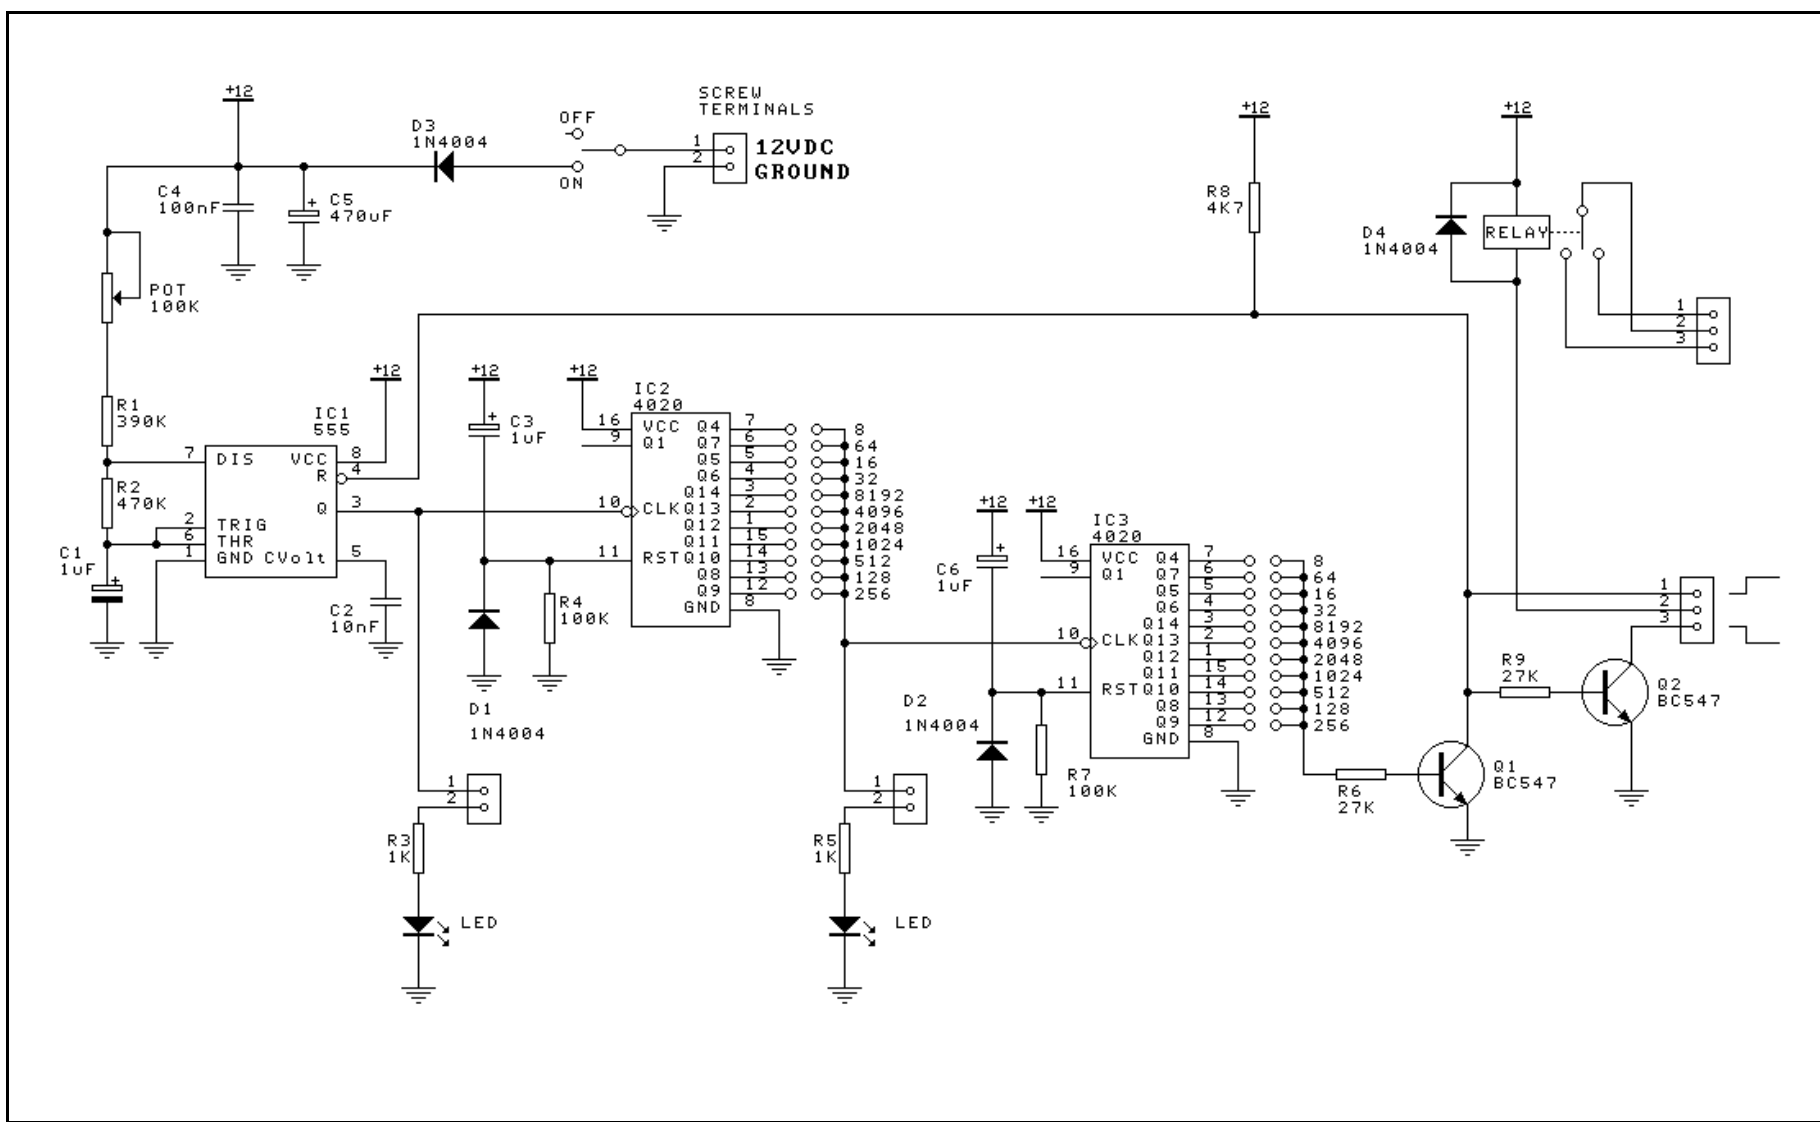 +12
SCREW
TERMINALS
OFF
ON
1
2
12VDC
GROUND
D3
1N4004
C4
100nF
+
C5
470uF
POT
100K
R1
390K
R2
470K
C1
1uF
+
IC1
555
+12
7
DIS
VCC
8
R
4
Q
3
2
TRIG
6
THR
1
GND
CVolt
5
C2
10nF
+12
+
C3
1uF
D1
1N4004
R4
100K
+12
IC2
4020
16
VCC
9
Q1
10
CLK
11
RST
Q4
7
8
Q7
6
64
Q5
5
16
Q6
4
32
Q14
3
8192
Q13
2
4096
Q12
1
2048
Q11
15
1024
Q10
14
512
Q8
13
128
Q9
12
256
GND
8
1
2
R3
1K
LED
1
2
R5
1K
LED
+12
+
C6
1uF
D2
1N4004
R7
100K
+12
IC3
4020
16
VCC
9
Q1
10
CLK
11
RST
Q4
7
8
Q7
6
64
Q5
5
16
Q6
4
32
Q14
3
8192
Q13
2
4096
Q12
1
2048
Q11
15
1024
Q10
14
512
Q8
13
128
Q9
12
256
GND
8
R6
27K
Q1
BC547
+12
R8
4K7
+12
D4
1N4004
RELAY
1
2
3
1
2
3
R9
27K
Q2
BC547